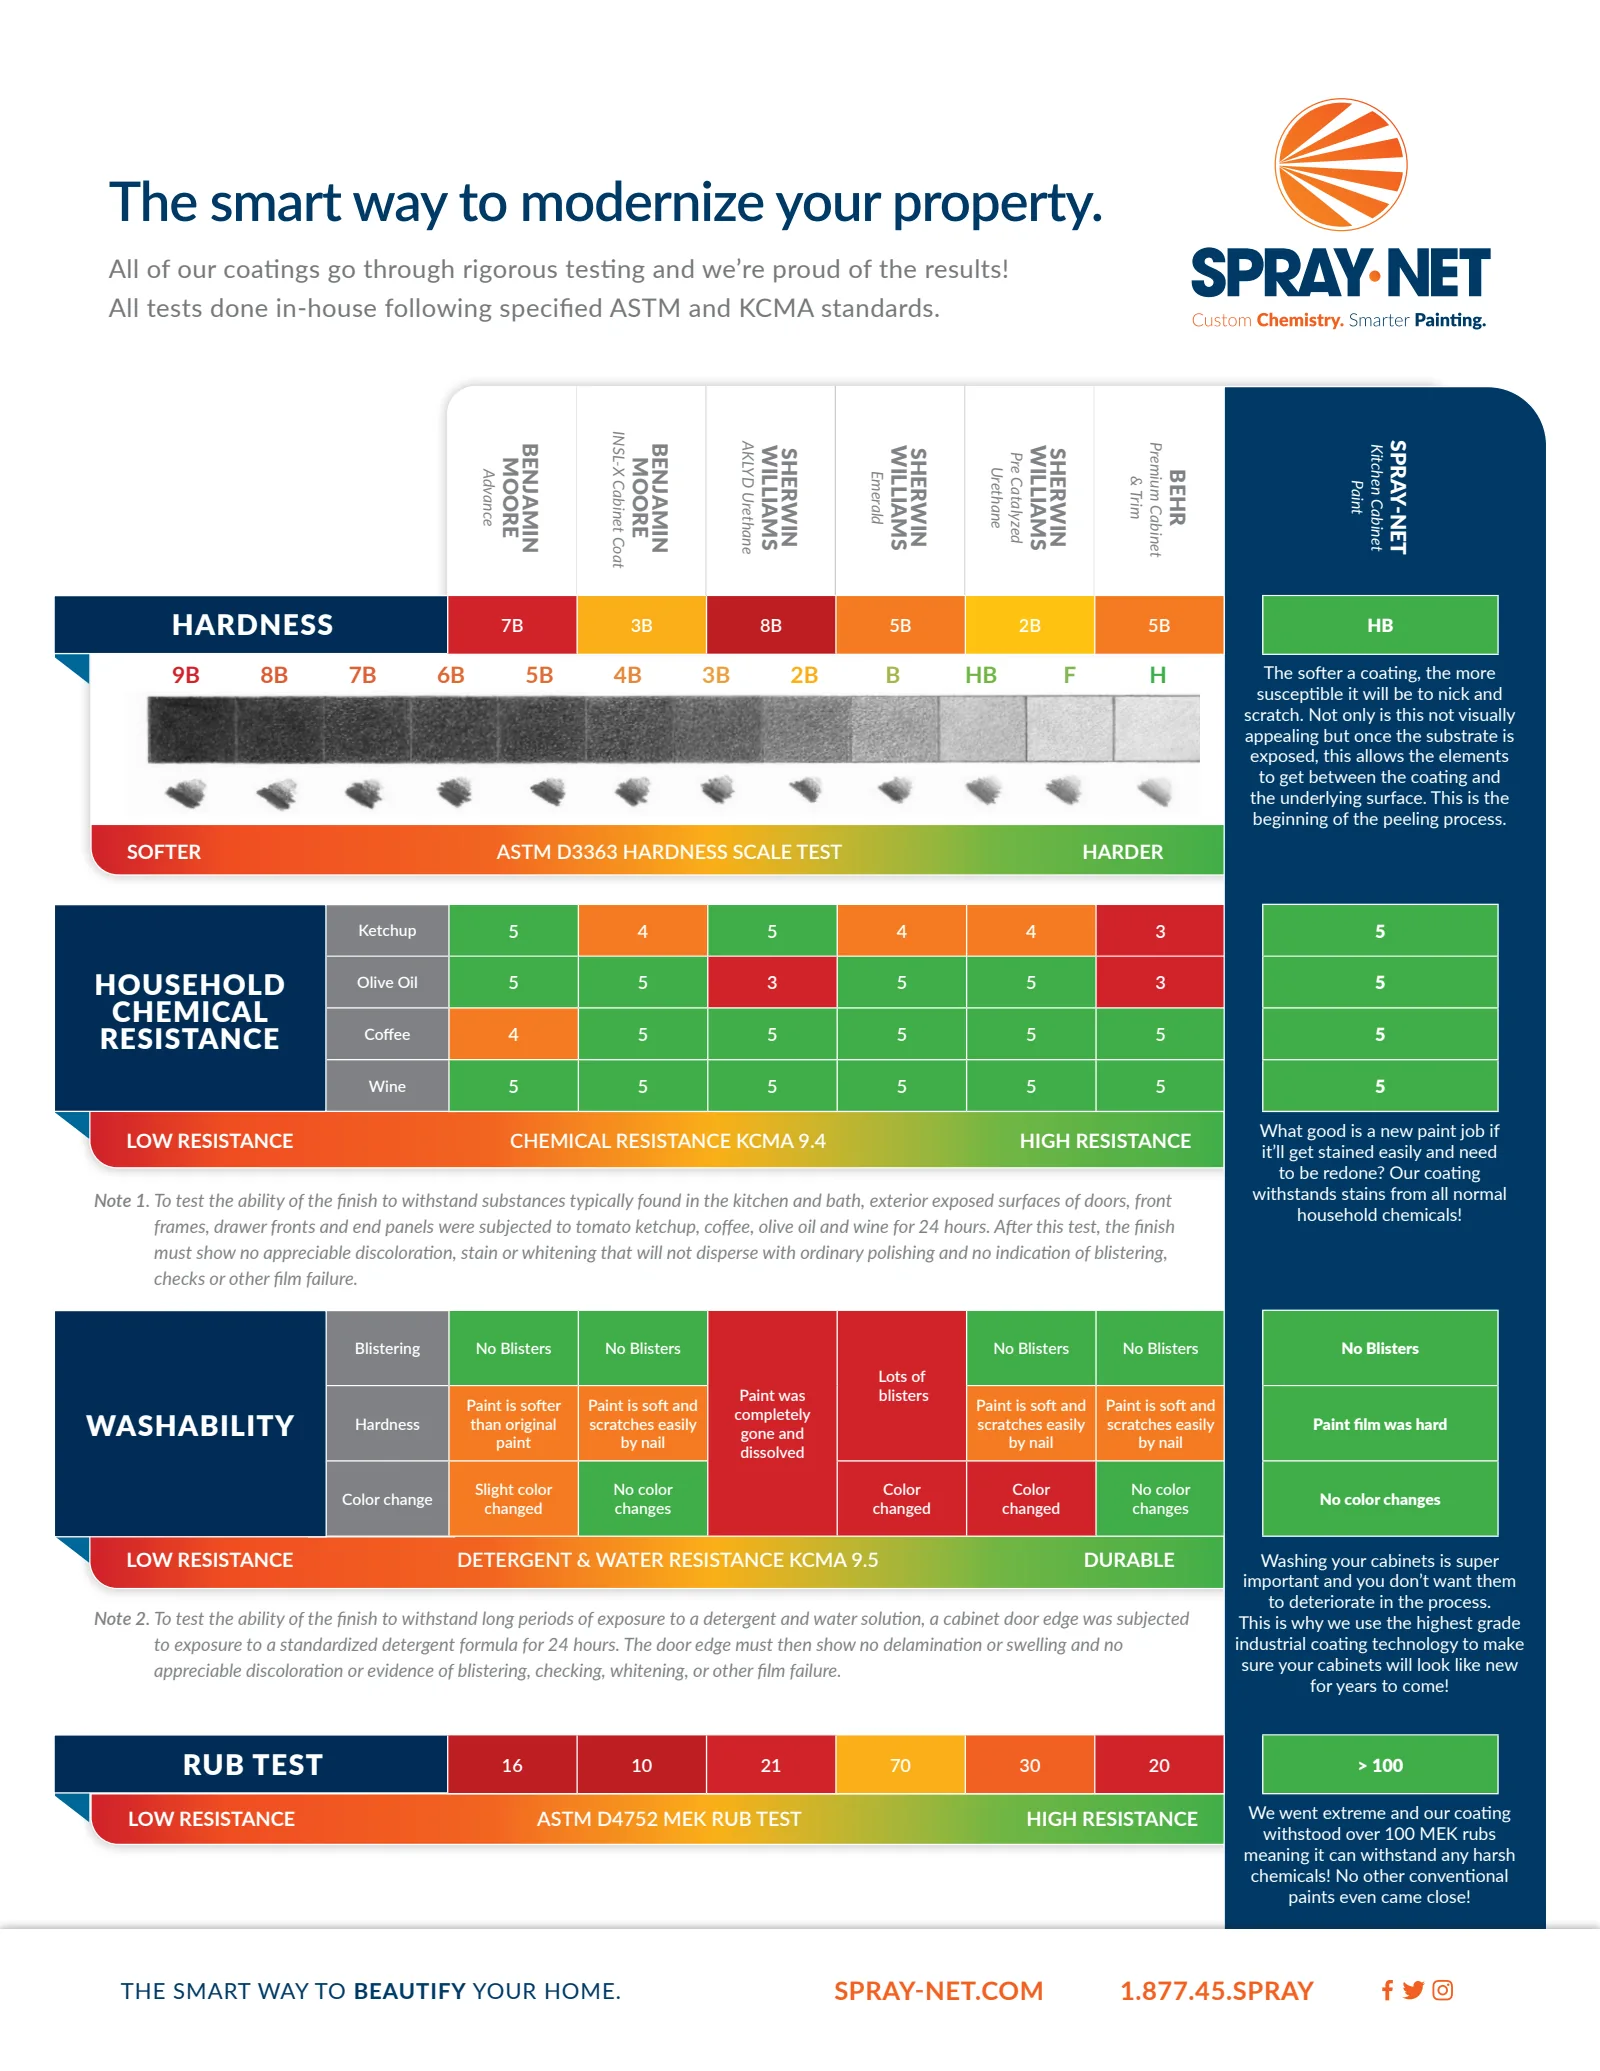 The smart way to modernize your property.
All of our coatings go through rigorous testing and we're proud of the results!
All tests done in-house following specified ASTM and KCMA standards.
SPRAY·NET
Custom Chemistry. Smarter Painting.
BENJAMIN
MOORE
Advance
BENJAMIN
MOORE
INSL-X Cabinet Coat
SHERWIN
WILLIAMS
AKLYD Urethane
SHERWIN
WILLIAMS
Emerald
SHERWIN
WILLIAMS
Pre Catalyzed
Urethane
BEHR
Premium Cabinet
& Trim
SPRAY-NET
Kitchen Cabinet
Paint
HARDNESS 7B 3B 8B 5B 2B 5B HB
9B 8B 7B 6B 5B 4B 3B 2B B HB F H
SOFTER ASTM D3363 HARDNESS SCALE TEST HARDER
The softer a coating, the more
susceptible it will be to nick and
scratch. Not only is this not visually
appealing but once the substrate is
exposed, this allows the elements
to get between the coating and
the underlying surface. This is the
beginning of the peeling process.
HOUSEHOLD
CHEMICAL
RESISTANCE
Ketchup 5 4 5 4 4 3 5
Olive Oil 5 5 3 5 5 3 5
Coffee 4 5 5 5 5 5 5
Wine 5 5 5 5 5 5 5
LOW RESISTANCE CHEMICAL RESISTANCE KCMA 9.4 HIGH RESISTANCE
What good is a new paint job if
it'll get stained easily and need
to be redone? Our coating
withstands stains from all normal
household chemicals!
Note 1. To test the ability of the finish to withstand substances typically found in the kitchen and bath, exterior exposed surfaces of doors, front
frames, drawer fronts and end panels were subjected to tomato ketchup, coffee, olive oil and wine for 24 hours. After this test, the finish
must show no appreciable discoloration, stain or whitening that will not disperse with ordinary polishing and no indication of blistering,
checks or other film failure.
WASHABILITY
Blistering
No Blisters
No Blisters
Paint was
completely
gone and
dissolved
Lots of
blisters
No Blisters
No Blisters
No Blisters
Hardness
Paint is softer
than original
paint
Paint is soft and
scratches easily
by nail
Paint is soft and
scratches easily
by nail
Paint is soft and
scratches easily
by nail
Paint film was hard
Color change
Slight color
changed
No color
changes
Color
changed
Color
changed
No color
changes
No color changes
LOW RESISTANCE DETERGENT & WATER RESISTANCE KCMA 9.5 DURABLE
Washing your cabinets is super
important and you don't want them
to deteriorate in the process.
This is why we use the highest grade
industrial coating technology to make
sure your cabinets will look like new
for years to come!
Note 2. To test the ability of the finish to withstand long periods of exposure to a detergent and water solution, a cabinet door edge was subjected
to exposure to a standardized detergent formula for 24 hours. The door edge must then show no delamination or swelling and no
appreciable discoloration or evidence of blistering, checking, whitening, or other film failure.
RUB TEST 16 10 21 70 30 20 > 100
LOW RESISTANCE ASTM D4752 MEK RUB TEST HIGH RESISTANCE
We went extreme and our coating
withstood over 100 MEK rubs
meaning it can withstand any harsh
chemicals! No other conventional
paints even came close!
THE SMART WAY TO BEAUTIFY YOUR HOME. SPRAY-NET.COM 1.877.45.SPRAY